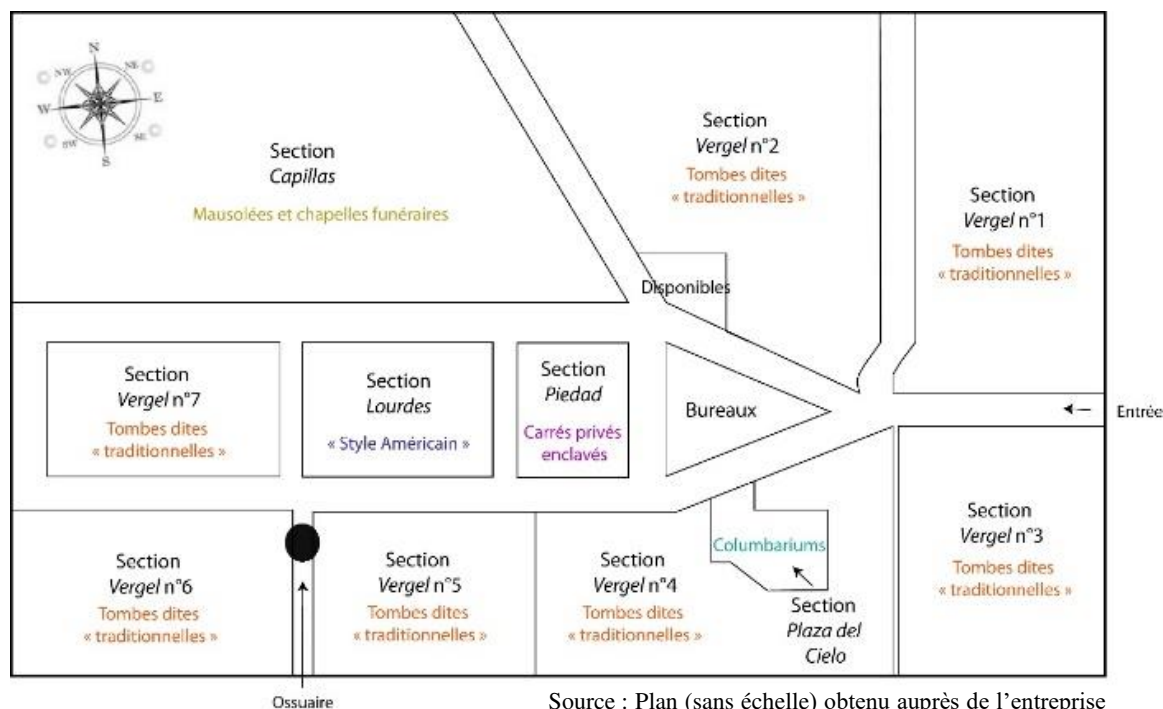 N
NW
NE
W
E
SW
SE
S
Section
Capillas
Mausolées et chapelles funéraires
Section
Vergel n°2
Tombes dites
« traditionnelles »
Section
Vergel n°1
Tombes dites
« traditionnelles »
Disponibles
Section
Vergel n°7
Tombes dites
« traditionnelles »
Section
Lourdes
« Style Américain »
Section
Piedad
Carrés privés
enclavés
Bureaux
Entrée
Section
Vergel n°6
Tombes dites
« traditionnelles »
Section
Vergel n°5
Tombes dites
« traditionnelles »
Section
Vergel n°4
Tombes dites
« traditionnelles »
Columbariums
Section
Plaza del
Cielo
Section
Vergel n°3
Tombes dites
« traditionnelles »
Ossuaire
Source : Plan (sans échelle) obtenu auprès de l'entreprise